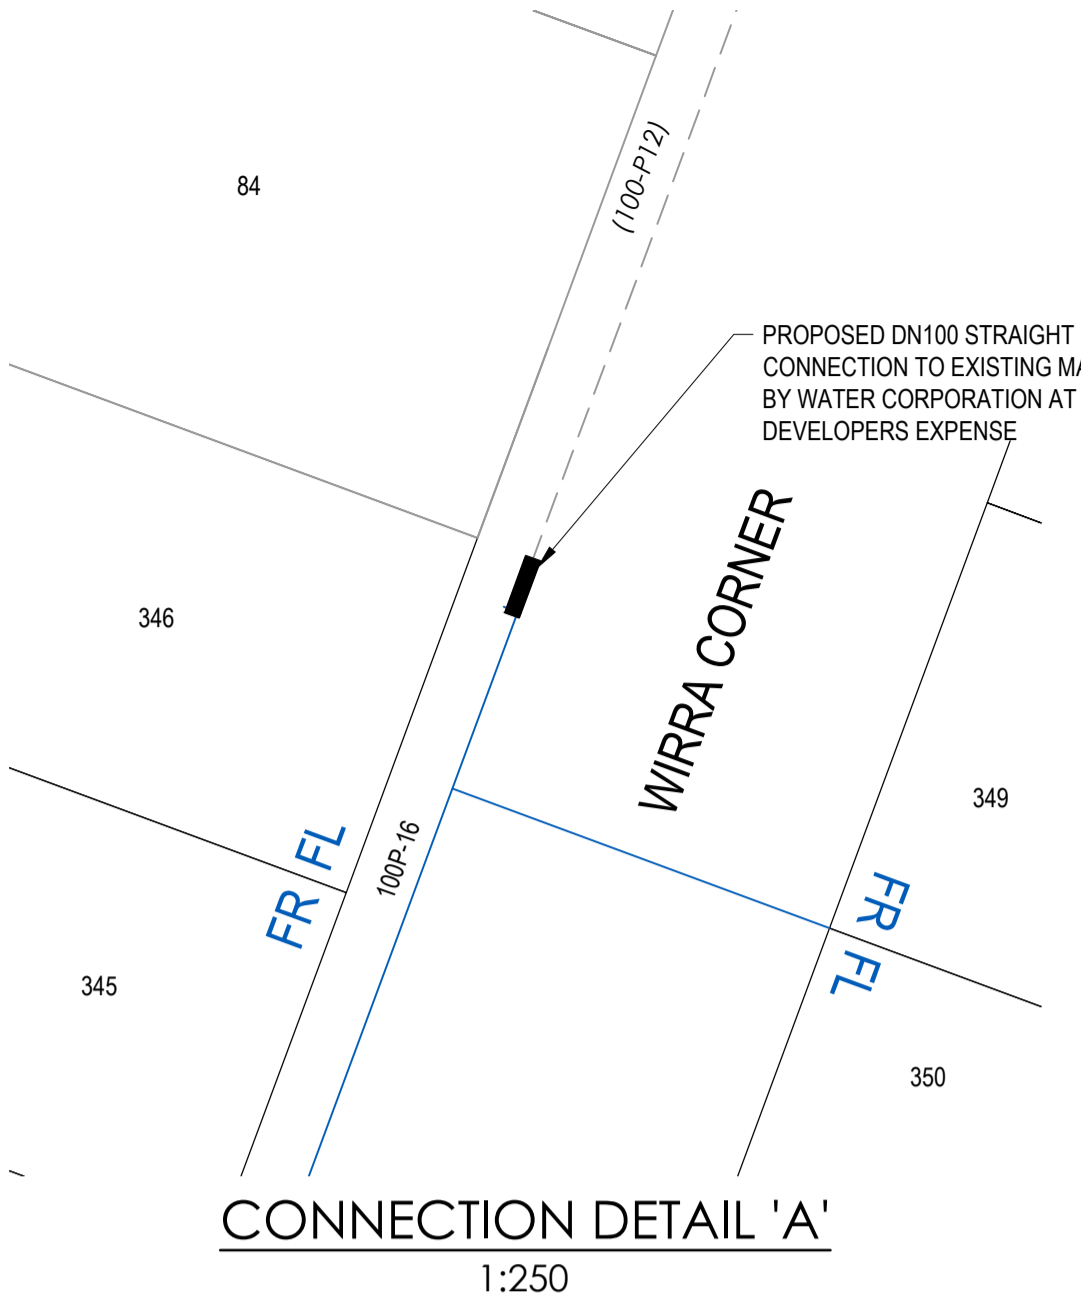 84
(100-P12)
PROPOSED DN100 STRAIGHT
CONNECTION TO EXISTING
BY WATER CORPORATION AT
DEVELOPERS EXPENSE
WIRRA CORNER
346
349
FL
FR
100P-16
FR
FL
345
350
CONNECTION DETAIL 'A'
1:250